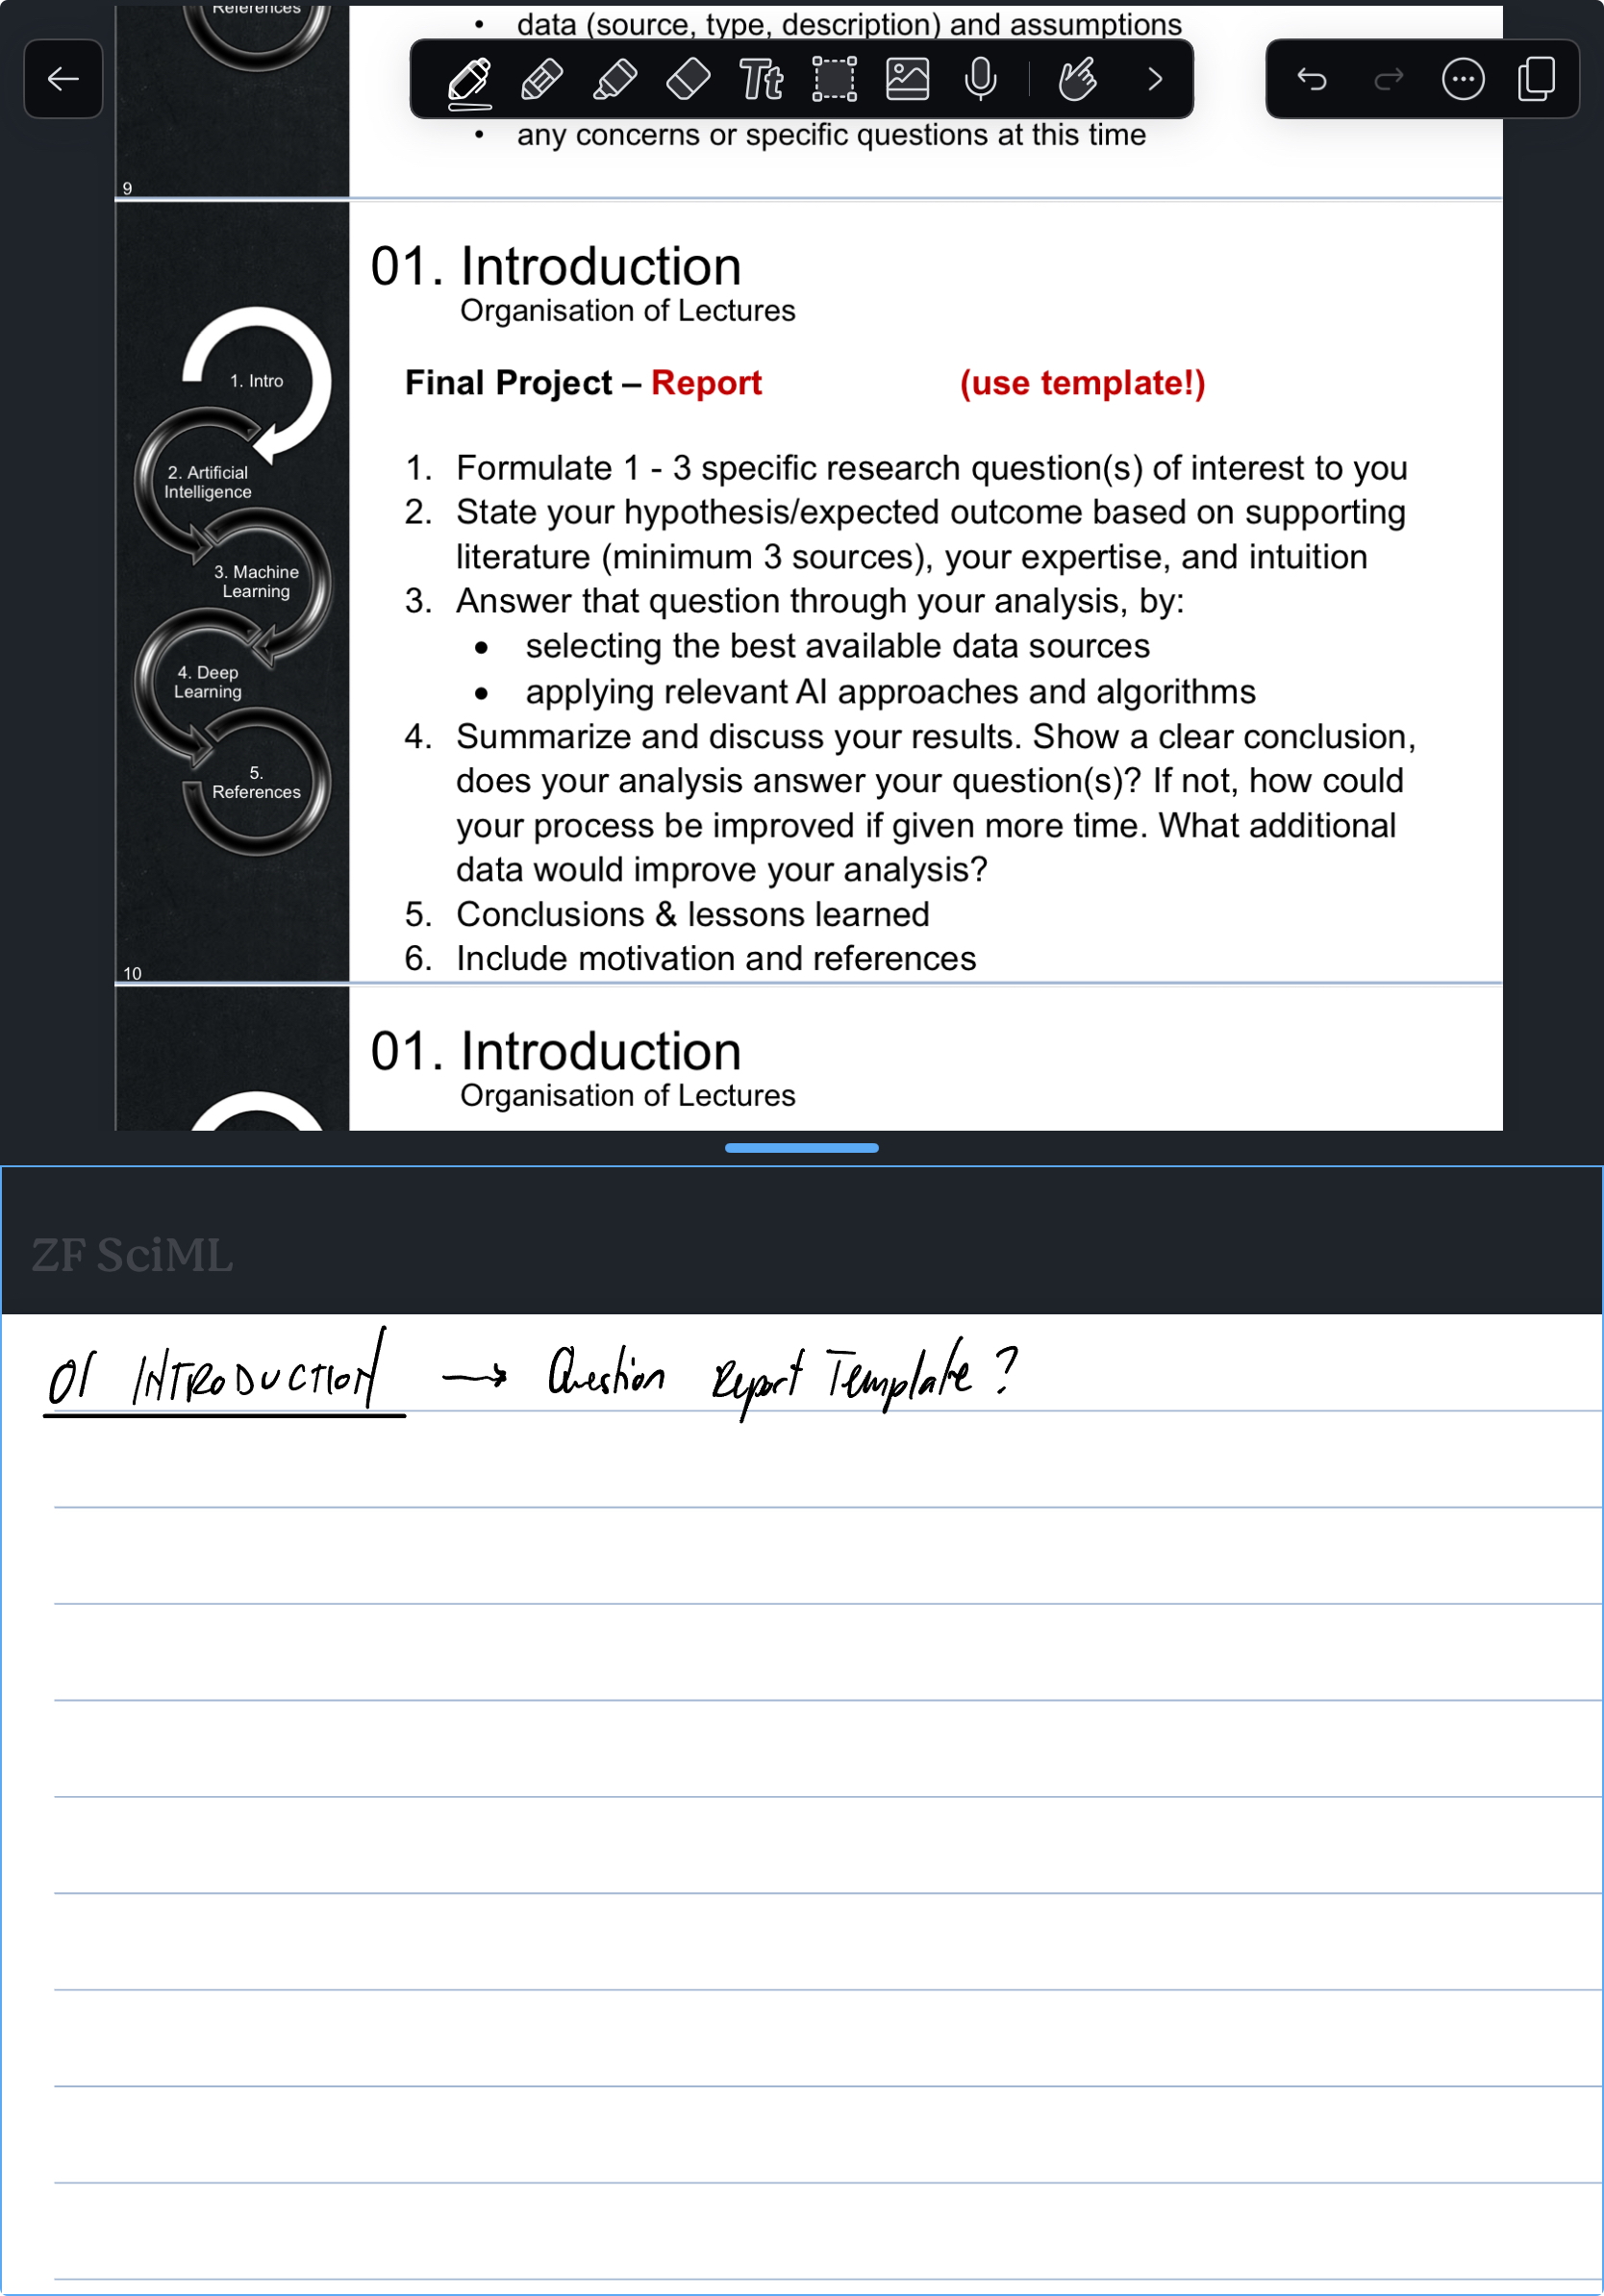 References
• data (source, type, description) and assumptions
Tt
• any concerns or specific questions at this time
9
01. Introduction
Organisation of Lectures
Final Project – Report (use template!)
1. Intro
2. Artificial
Intelligence
3. Machine
Learning
4. Deep
Learning
5.
References
1. Formulate 1 - 3 specific research question(s) of interest to you
2. State your hypothesis/expected outcome based on supporting
literature (minimum 3 sources), your expertise, and intuition
3. Answer that question through your analysis, by:
• selecting the best available data sources
• applying relevant AI approaches and algorithms
4. Summarize and discuss your results. Show a clear conclusion,
does your analysis answer your question(s)? If not, how could
your process be improved if given more time. What additional
data would improve your analysis?
5. Conclusions & lessons learned
6. Include motivation and references
10
01. Introduction
Organisation of Lectures
ZF SciML
01 INTRODUCTION → Question Report Template?